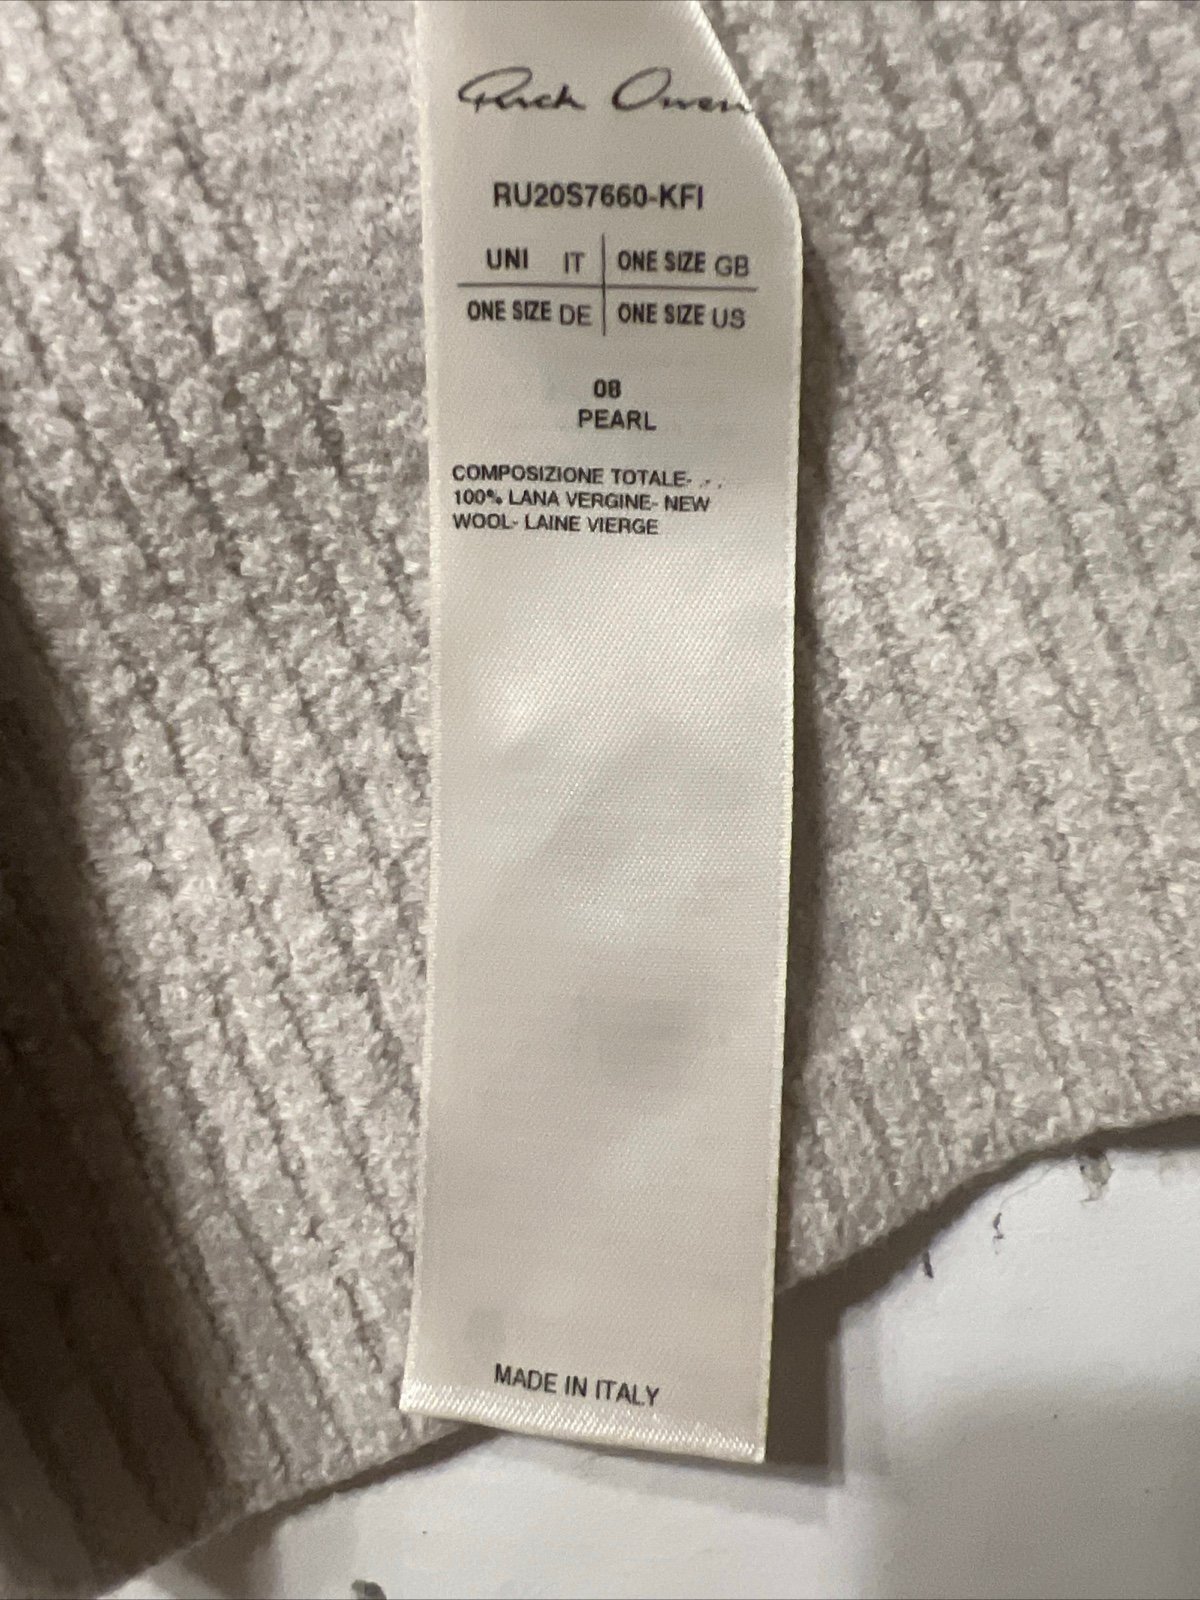 Rick Owen
RU20S7660-KFI
UNI IT ONE SIZE GB
ONE SIZE DE ONE SIZE US
08
PEARL
COMPOSIZIONE TOTALE- . - .
100% LANA VERGINE- NEW
WOOL- LAINE VIERGE
MADE IN ITALY